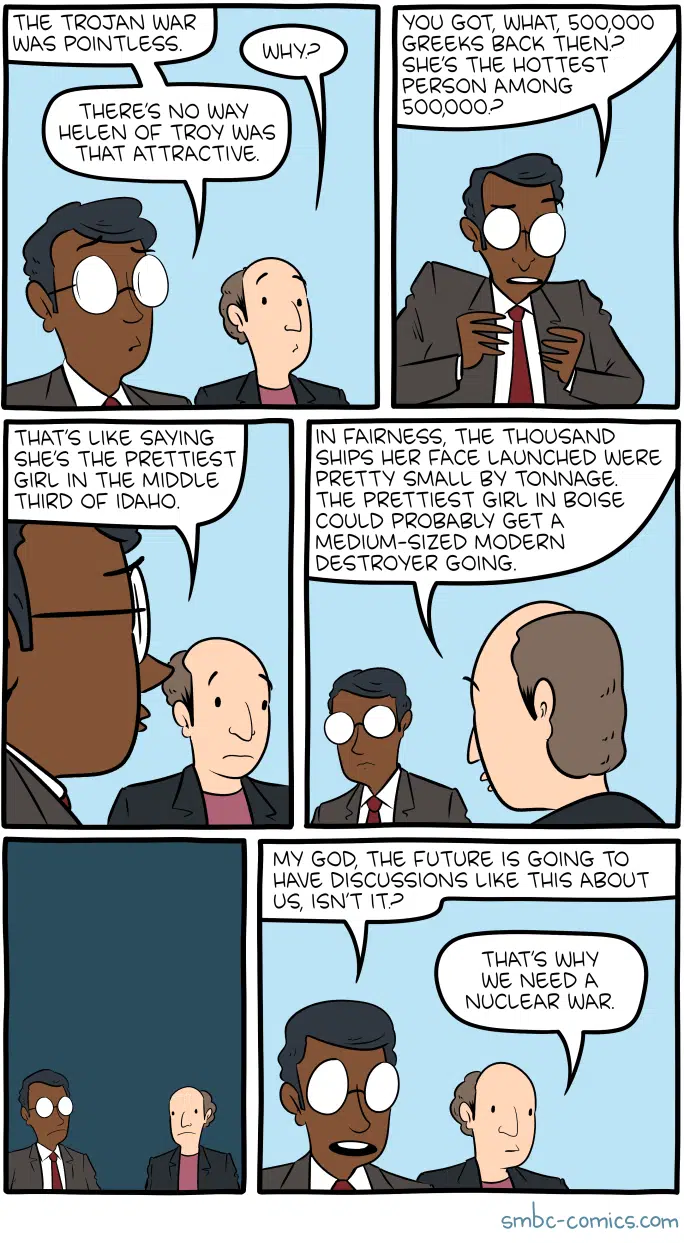 THE TROJAN WAR
WAS POINTLESS.
WHY?
THERE'S NO WAY
HELEN OF TROY WAS
THAT ATTRACTIVE.
YOU GOT, WHAT, 500,000
GREEKS BACK THEN?
SHE'S THE HOTTEST
PERSON AMONG
500,000?
THAT'S LIKE SAYING
SHE'S THE PRETTIEST
GIRL IN THE MIDDLE
THIRD OF IDAHO.
IN FAIRNESS, THE THOUSAND
SHIPS HER FACE LAUNCHED WERE
PRETTY SMALL BY TONNAGE.
THE PRETTIEST GIRL IN BOISE
COULD PROBABLY GET A
MEDIUM-SIZED MODERN
DESTROYER GOING.
MY GOD, THE FUTURE IS GOING TO
HAVE DISCUSSIONS LIKE THIS ABOUT
US, ISN'T IT?
THAT'S WHY
WE NEED A
NUCLEAR WAR.
smbc-comics.com